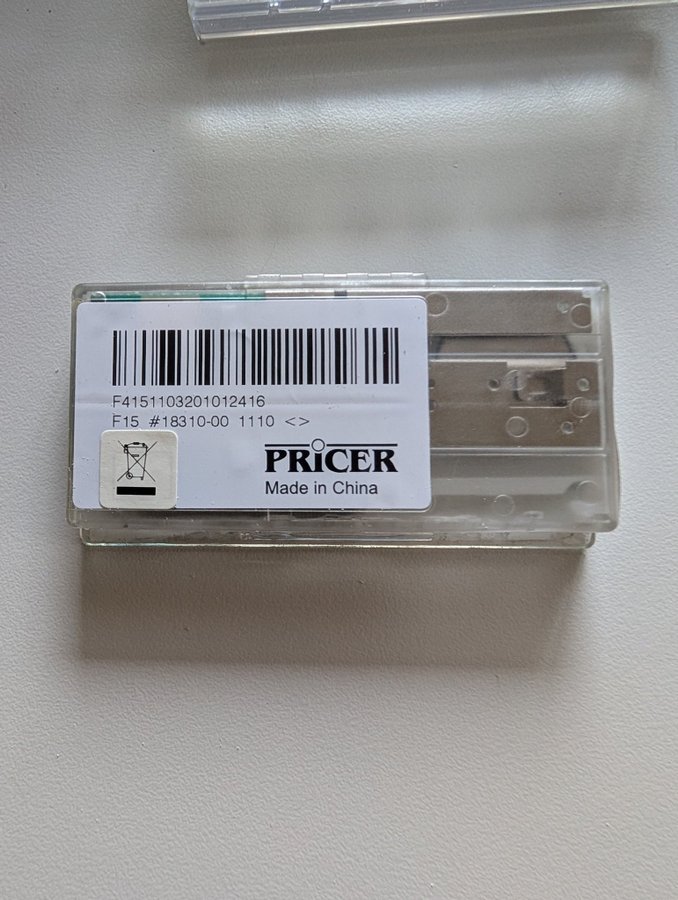 F4151103201012416
F15 #18310-00 1110 <>
PRICER
Made in China